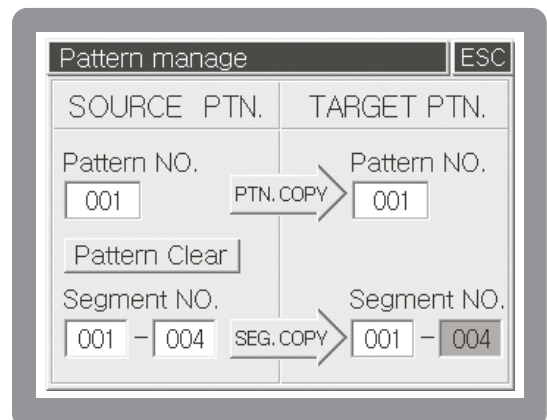 Pattern manage ESC
SOURCE PTN. TARGET PTN.
Pattern NO. Pattern NO.
001 PTN. COPY 001
Pattern Clear
Segment NO. Segment NO.
001 - 004 SEG. COPY 001 - 004